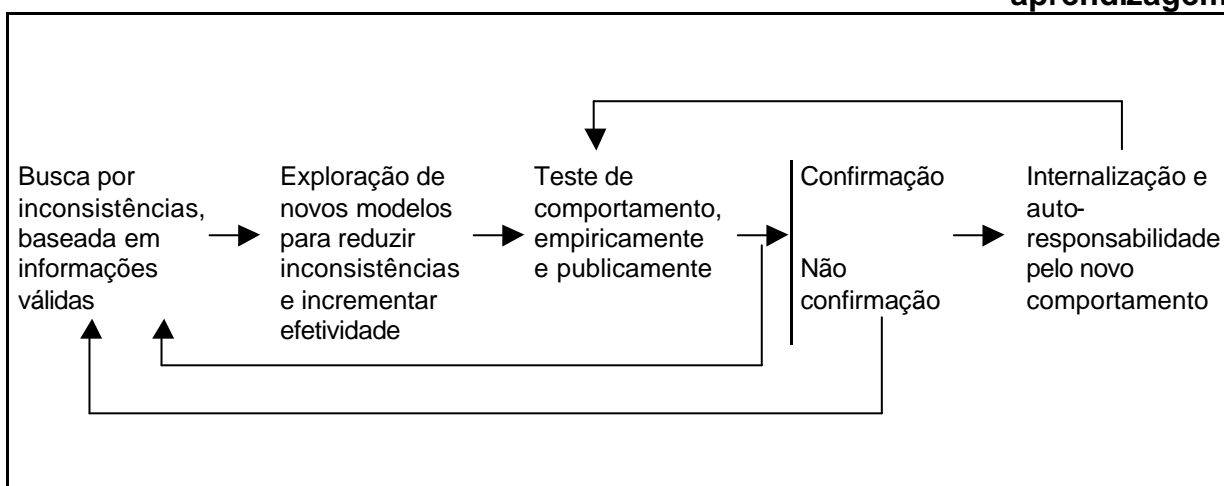 aprendizagem
Busca por
inconsistências,
baseada em
informações
válidas
Exploração de
novos modelos
para reduzir
inconsistências
e incrementar
efetividade
Teste de
comportamento,
empiricamente
e publicamente
Confirmação
Não
confirmação
Internalização e
auto-
responsabilidade
pelo novo
comportamento